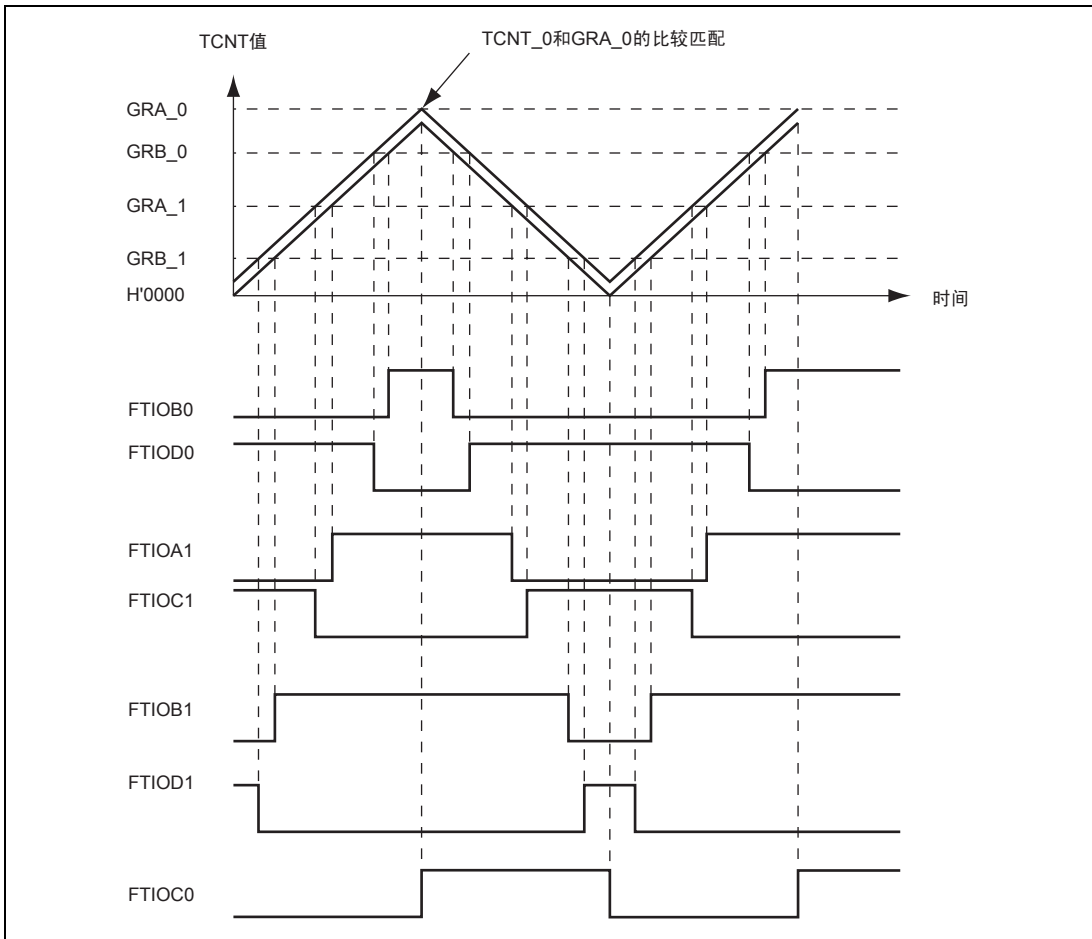 TCNT值
TCNT_0和GRA_0的比较匹配
GRA_0
GRB_0
GRA_1
GRB_1
H'0000
时间
FTIOB0
FTIOD0
FTIOA1
FTIOC1
FTIOB1
FTIOD1
FTIOC0